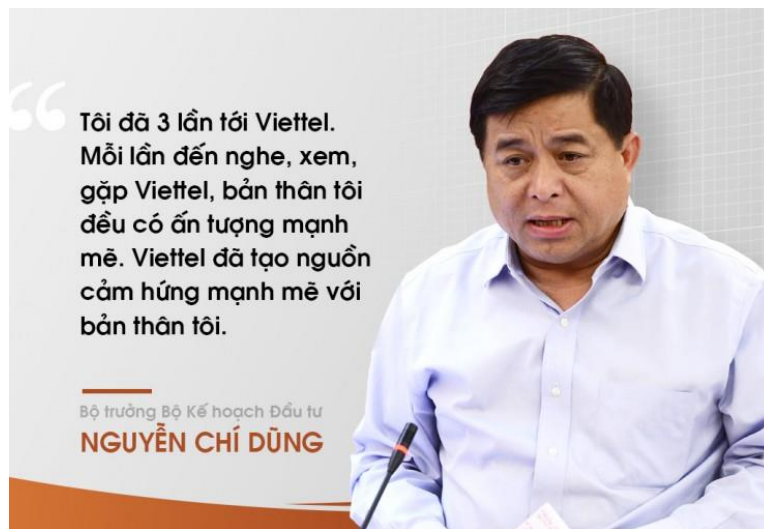 Tôi đã 3 lần tới Viettel.
Mỗi lần đến nghe, xem,
gặp Viettel, bản thân tôi
đều có ấn tượng mạnh
mẽ. Viettel đã tạo nguồn
cảm hứng mạnh mẽ với
bản thân tôi.
Bộ trưởng Bộ Kế hoạch Đầu tư
NGUYỄN CHÍ DŨNG